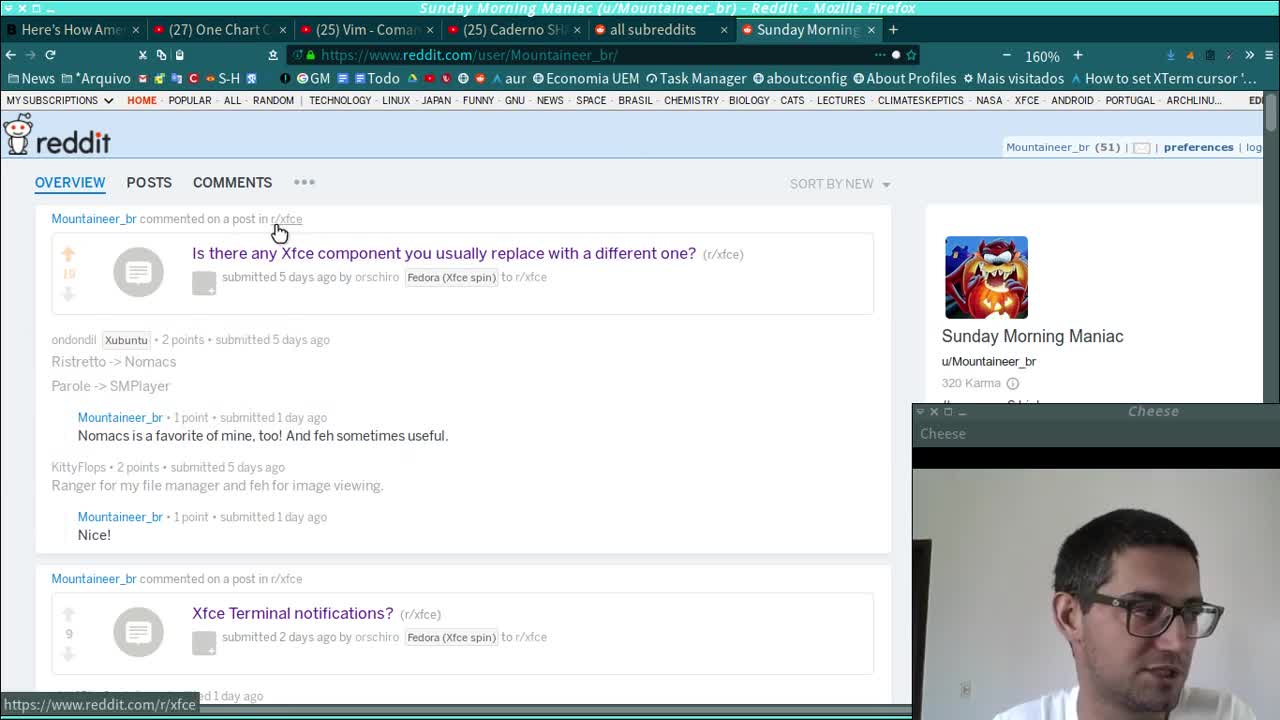 Sunday Morning Maniac (u/Mountaineer_br) - Reddit - Mozilla Firefox
Here's How Ame
(27) One Chart C
(25) Vim - Coman
(25) Caderno SH
all subreddits
Sunday Morning
https://www.reddit.com/user/Mountaineer_br/
160%
News
*Arquivo
S-H
GM
Todo
aur
Economia UEM
Task Manager
about:config
About Profiles
Mais visitados
How to set XTerm cursor '...
MY SUBSCRIPTIONS
HOME - POPULAR - ALL - RANDOM | TECHNOLOGY - LINUX - JAPAN - FUNNY - GNU - NEWS - SPACE - BRASIL - CHEMISTRY - BIOLOGY - CATS - LECTURES - CLIMATESKEPTICS - NASA - XFCE - ANDROID - PORTUGAL - ARCHLINU...
reddit
Mountaineer_br (51) | | preferences | log
OVERVIEW POSTS COMMENTS •••
SORT BY NEW
Mountaineer_br commented on a post in r/xfce
19
Is there any Xfce component you usually replace with a different one? (r/xfce)
submitted 5 days ago by orschiro Fedora (Xfce spin) to r/xfce
ondondil Xubuntu • 2 points • submitted 5 days ago
Ristretto -> Nomacs
Parole -> SMPlayer
Mountaineer_br • 1 point • submitted 1 day ago
Nomacs is a favorite of mine, too! And feh sometimes useful.
KittyFlops • 2 points • submitted 5 days ago
Ranger for my file manager and feh for image viewing.
Mountaineer_br • 1 point • submitted 1 day ago
Nice!
Mountaineer_br commented on a post in r/xfce
9
Xfce Terminal notifications? (r/xfce)
submitted 2 days ago by orschiro Fedora (Xfce spin) to r/xfce
d 1 day ago
https://www.reddit.com/r/xfce
Sunday Morning Maniac
u/Mountaineer_br
320 Karma
Cheese
Cheese